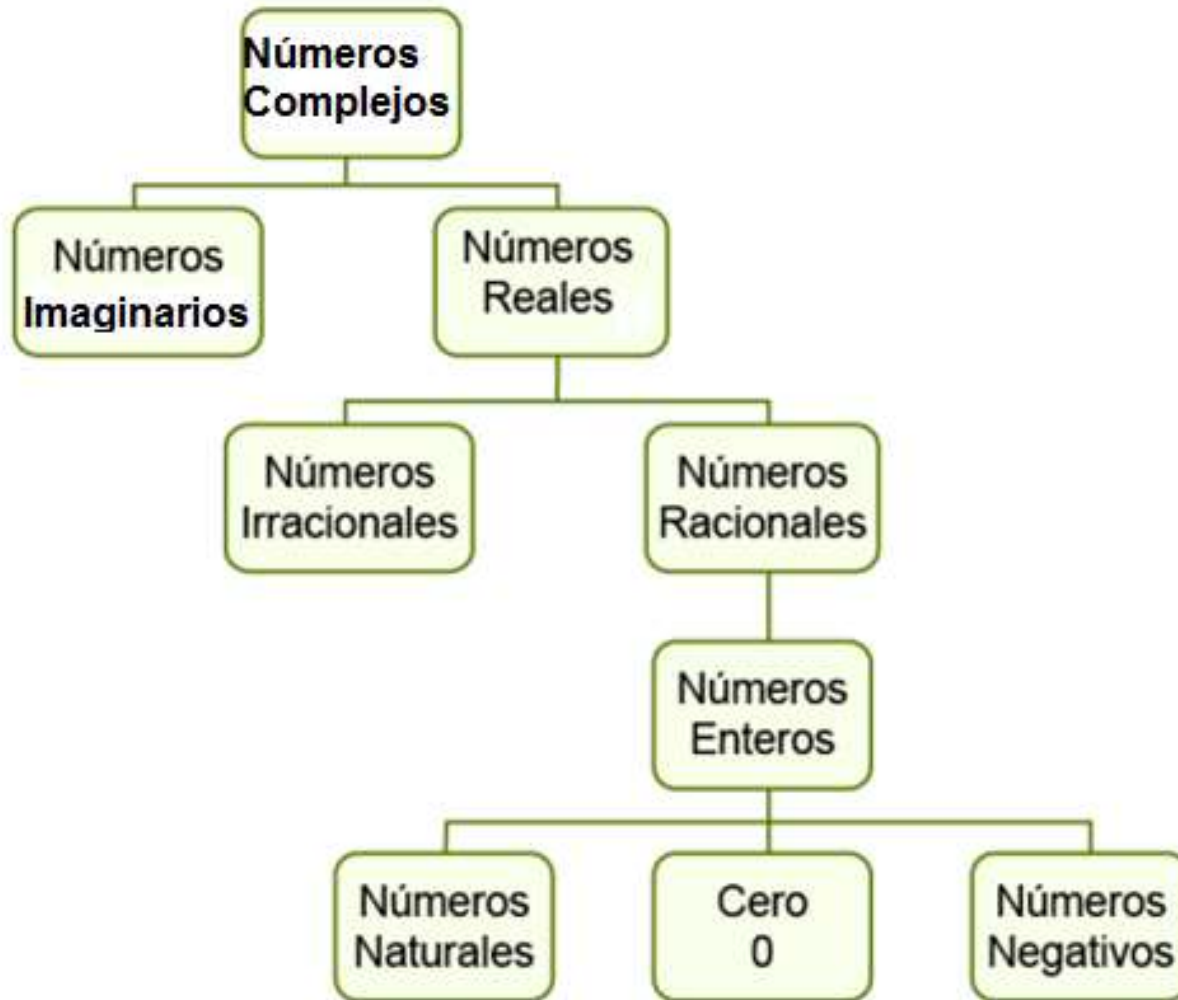 Números
Complejos
Números
Imaginarios
Números
Reales
Números
Irracionales
Números
Racionales
Números
Enteros
Números
Naturales
Cero
0
Números
Negativos